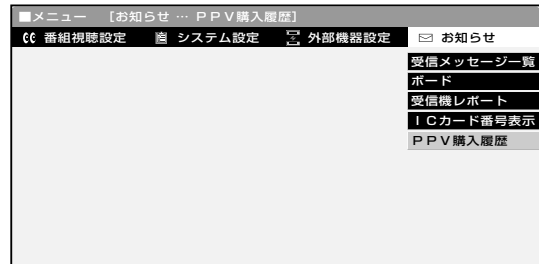 ■メニュー [お知らせ … PPV購入履歴]
番組視聴設定 システム設定 外部機器設定 お知らせ
受信メッセージ一覧
ボード
受信機レポート
ICカード番号表示
PPV購入履歴